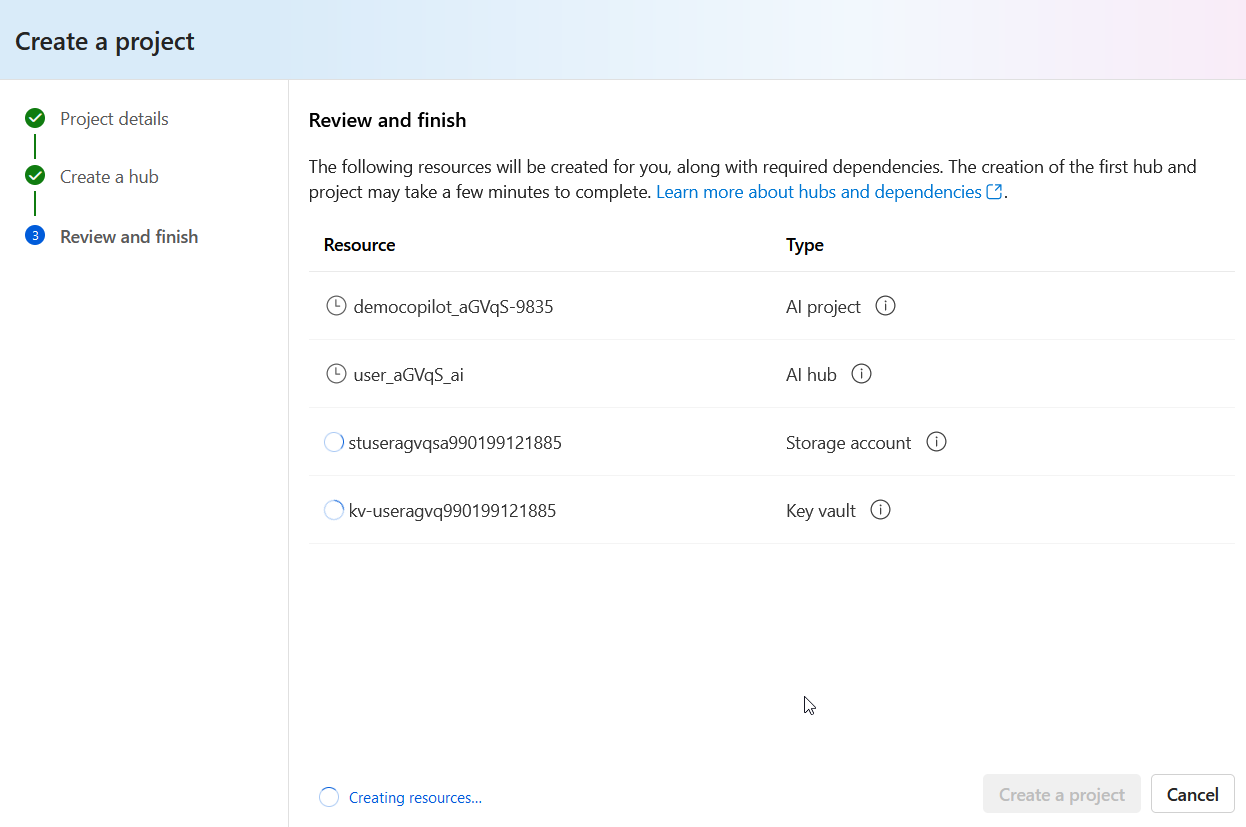 Create a project
Project details
Create a hub
3
Review and finish
Review and finish
The following resources will be created for you, along with required dependencies. The creation of the first hub and
project may take a few minutes to complete. Learn more about hubs and dependencies.
Resource
Type
democopilot_aGVqS-9835
AI project
user_aGVqS_ai
AI hub
stuseragvqsa990199121885
Storage account
kv-useragvq990199121885
Key vault
Creating resources...
Create a project
Cancel